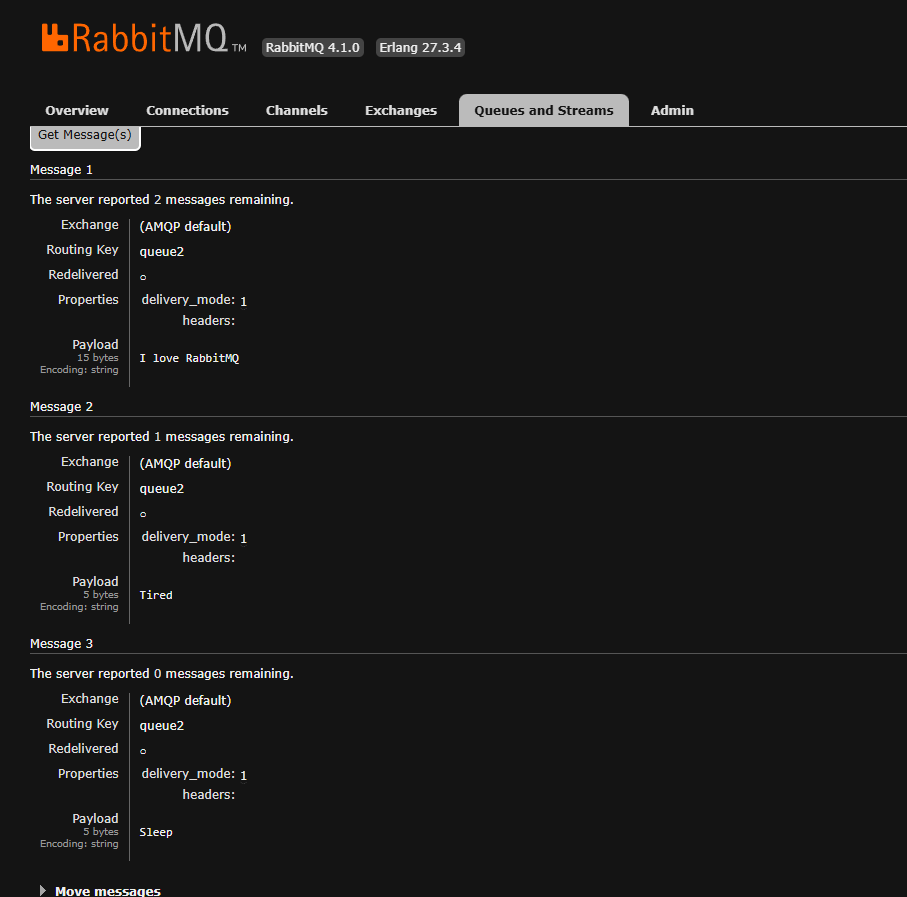 RabbitMQ TM RabbitMQ 4.1.0 Erlang 27.3.4
Overview Connections Channels Exchanges Queues and Streams Admin
Get Message(s)
Message 1
The server reported 2 messages remaining.
Exchange (AMQP default)
Routing Key queue2
Redelivered ○
Properties delivery_mode: 1
headers:
Payload
15 bytes
Encoding: string
I love RabbitMQ
Message 2
The server reported 1 messages remaining.
Exchange (AMQP default)
Routing Key queue2
Redelivered ○
Properties delivery_mode: 1
headers:
Payload
5 bytes
Encoding: string
Tired
Message 3
The server reported 0 messages remaining.
Exchange (AMQP default)
Routing Key queue2
Redelivered ○
Properties delivery_mode: 1
headers:
Payload
5 bytes
Encoding: string
Sleep
Move messages